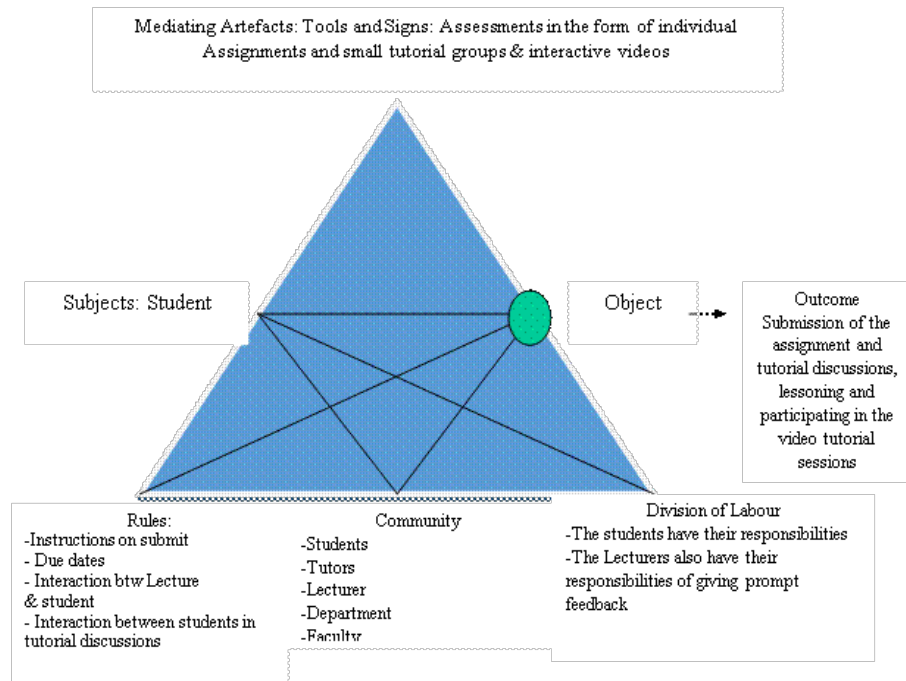 Mediating Artefacts: Tools and Signs: Assessments in the form of individual
Assignments and small tutorial groups & interactive videos
Subjects: Student
Object
Outcome
Submission of the
assignment and
tutorial discussions,
lessoning and
participating in the
video tutorial
sessions
Rules:
-Instructions on submit
- Due dates
- Interaction btw Lecture
& student
- Interaction between students in
tutorial discussions
Community
-Students
-Tutors
-Lecturer
-Department
-Faculty
Division of Labour
-The students have their responsibilities
-The Lecturers also have their
responsibilities of giving prompt
feedback